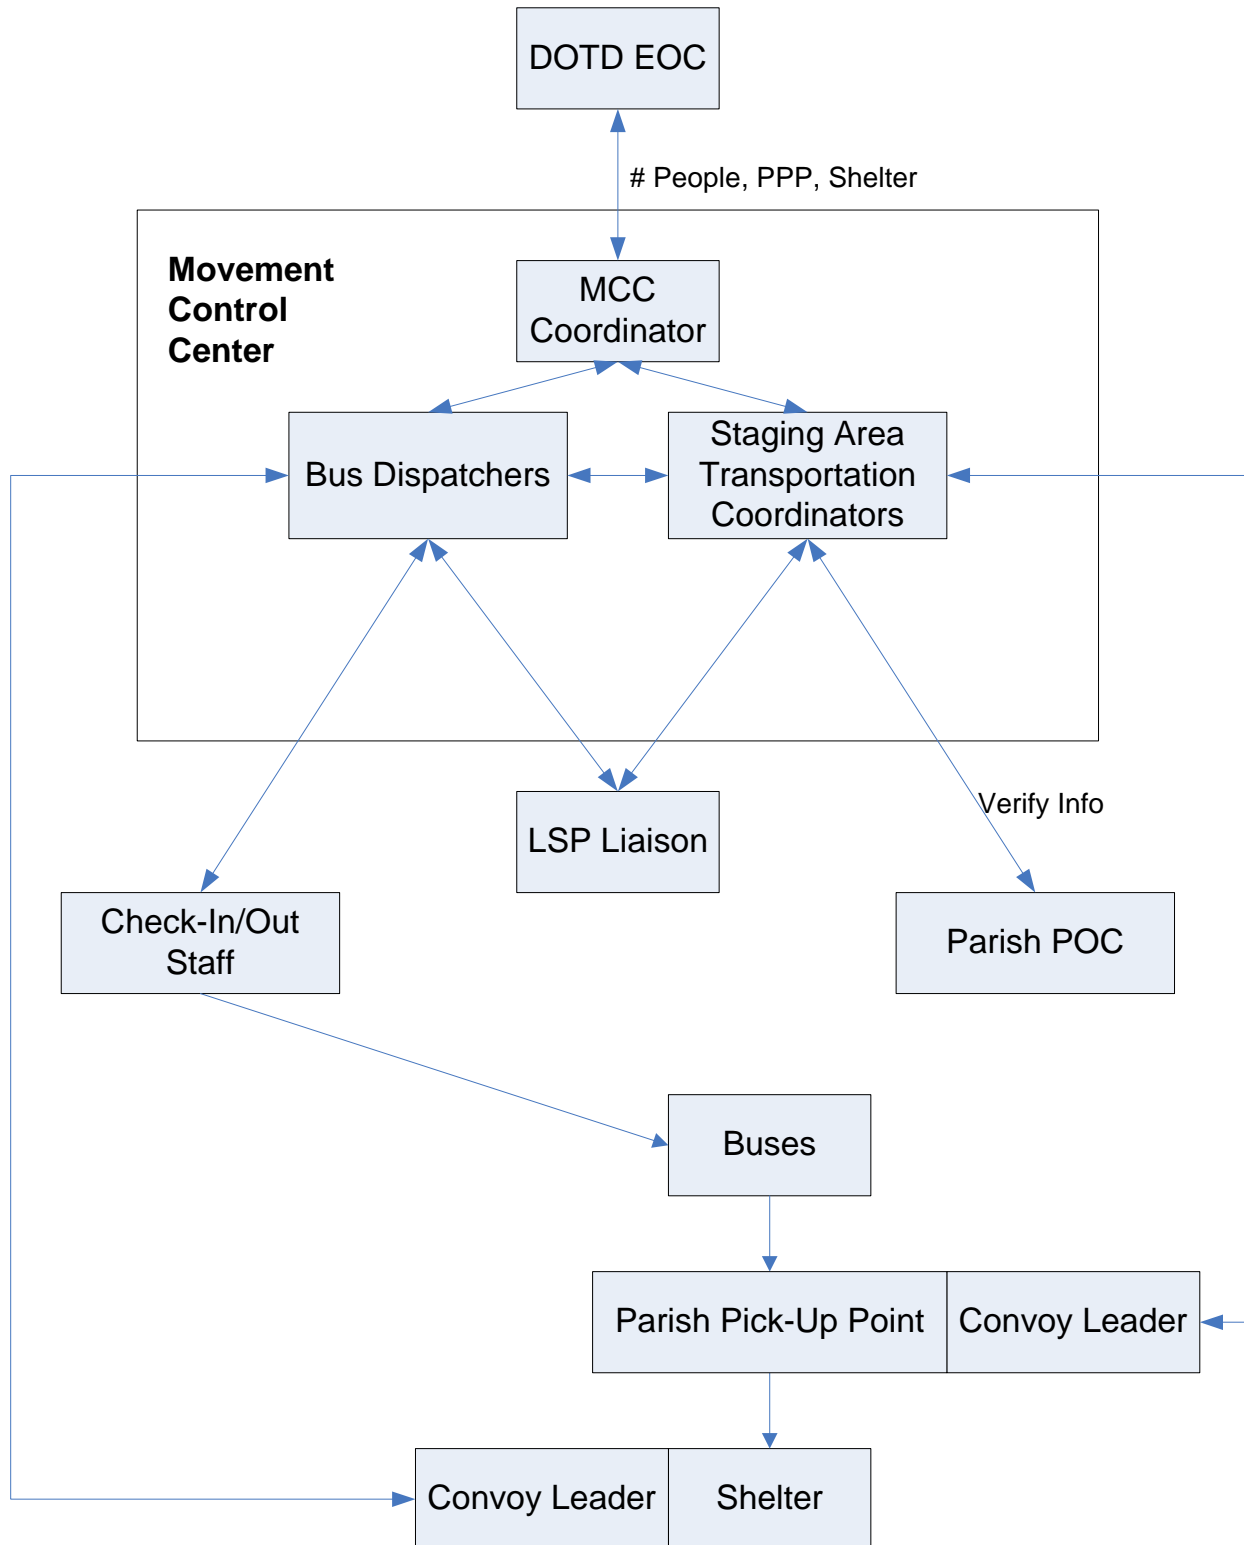 DOTD EOC
# People, PPP, Shelter
Movement
Control
Center
MCC
Coordinator
Bus Dispatchers
Staging Area
Transportation
Coordinators
Verify Info
LSP Liaison
Check-In/Out
Staff
Parish POC
Buses
Parish Pick-Up Point
Convoy Leader
Convoy Leader
Shelter